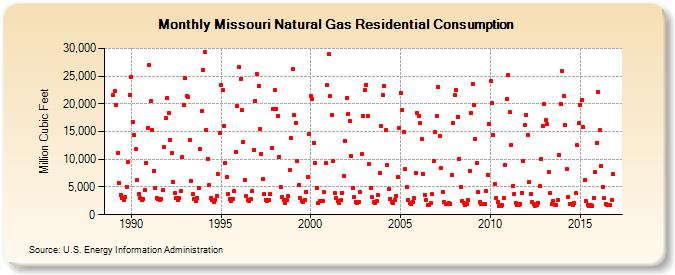 Monthly Missouri Natural Gas Residential Consumption
Million Cubic Feet
30,000
25,000
20,000
15,000
10,000
5,000
0
1990 1995 2000 2005 2010 2015
Source: U.S. Energy Information Administration